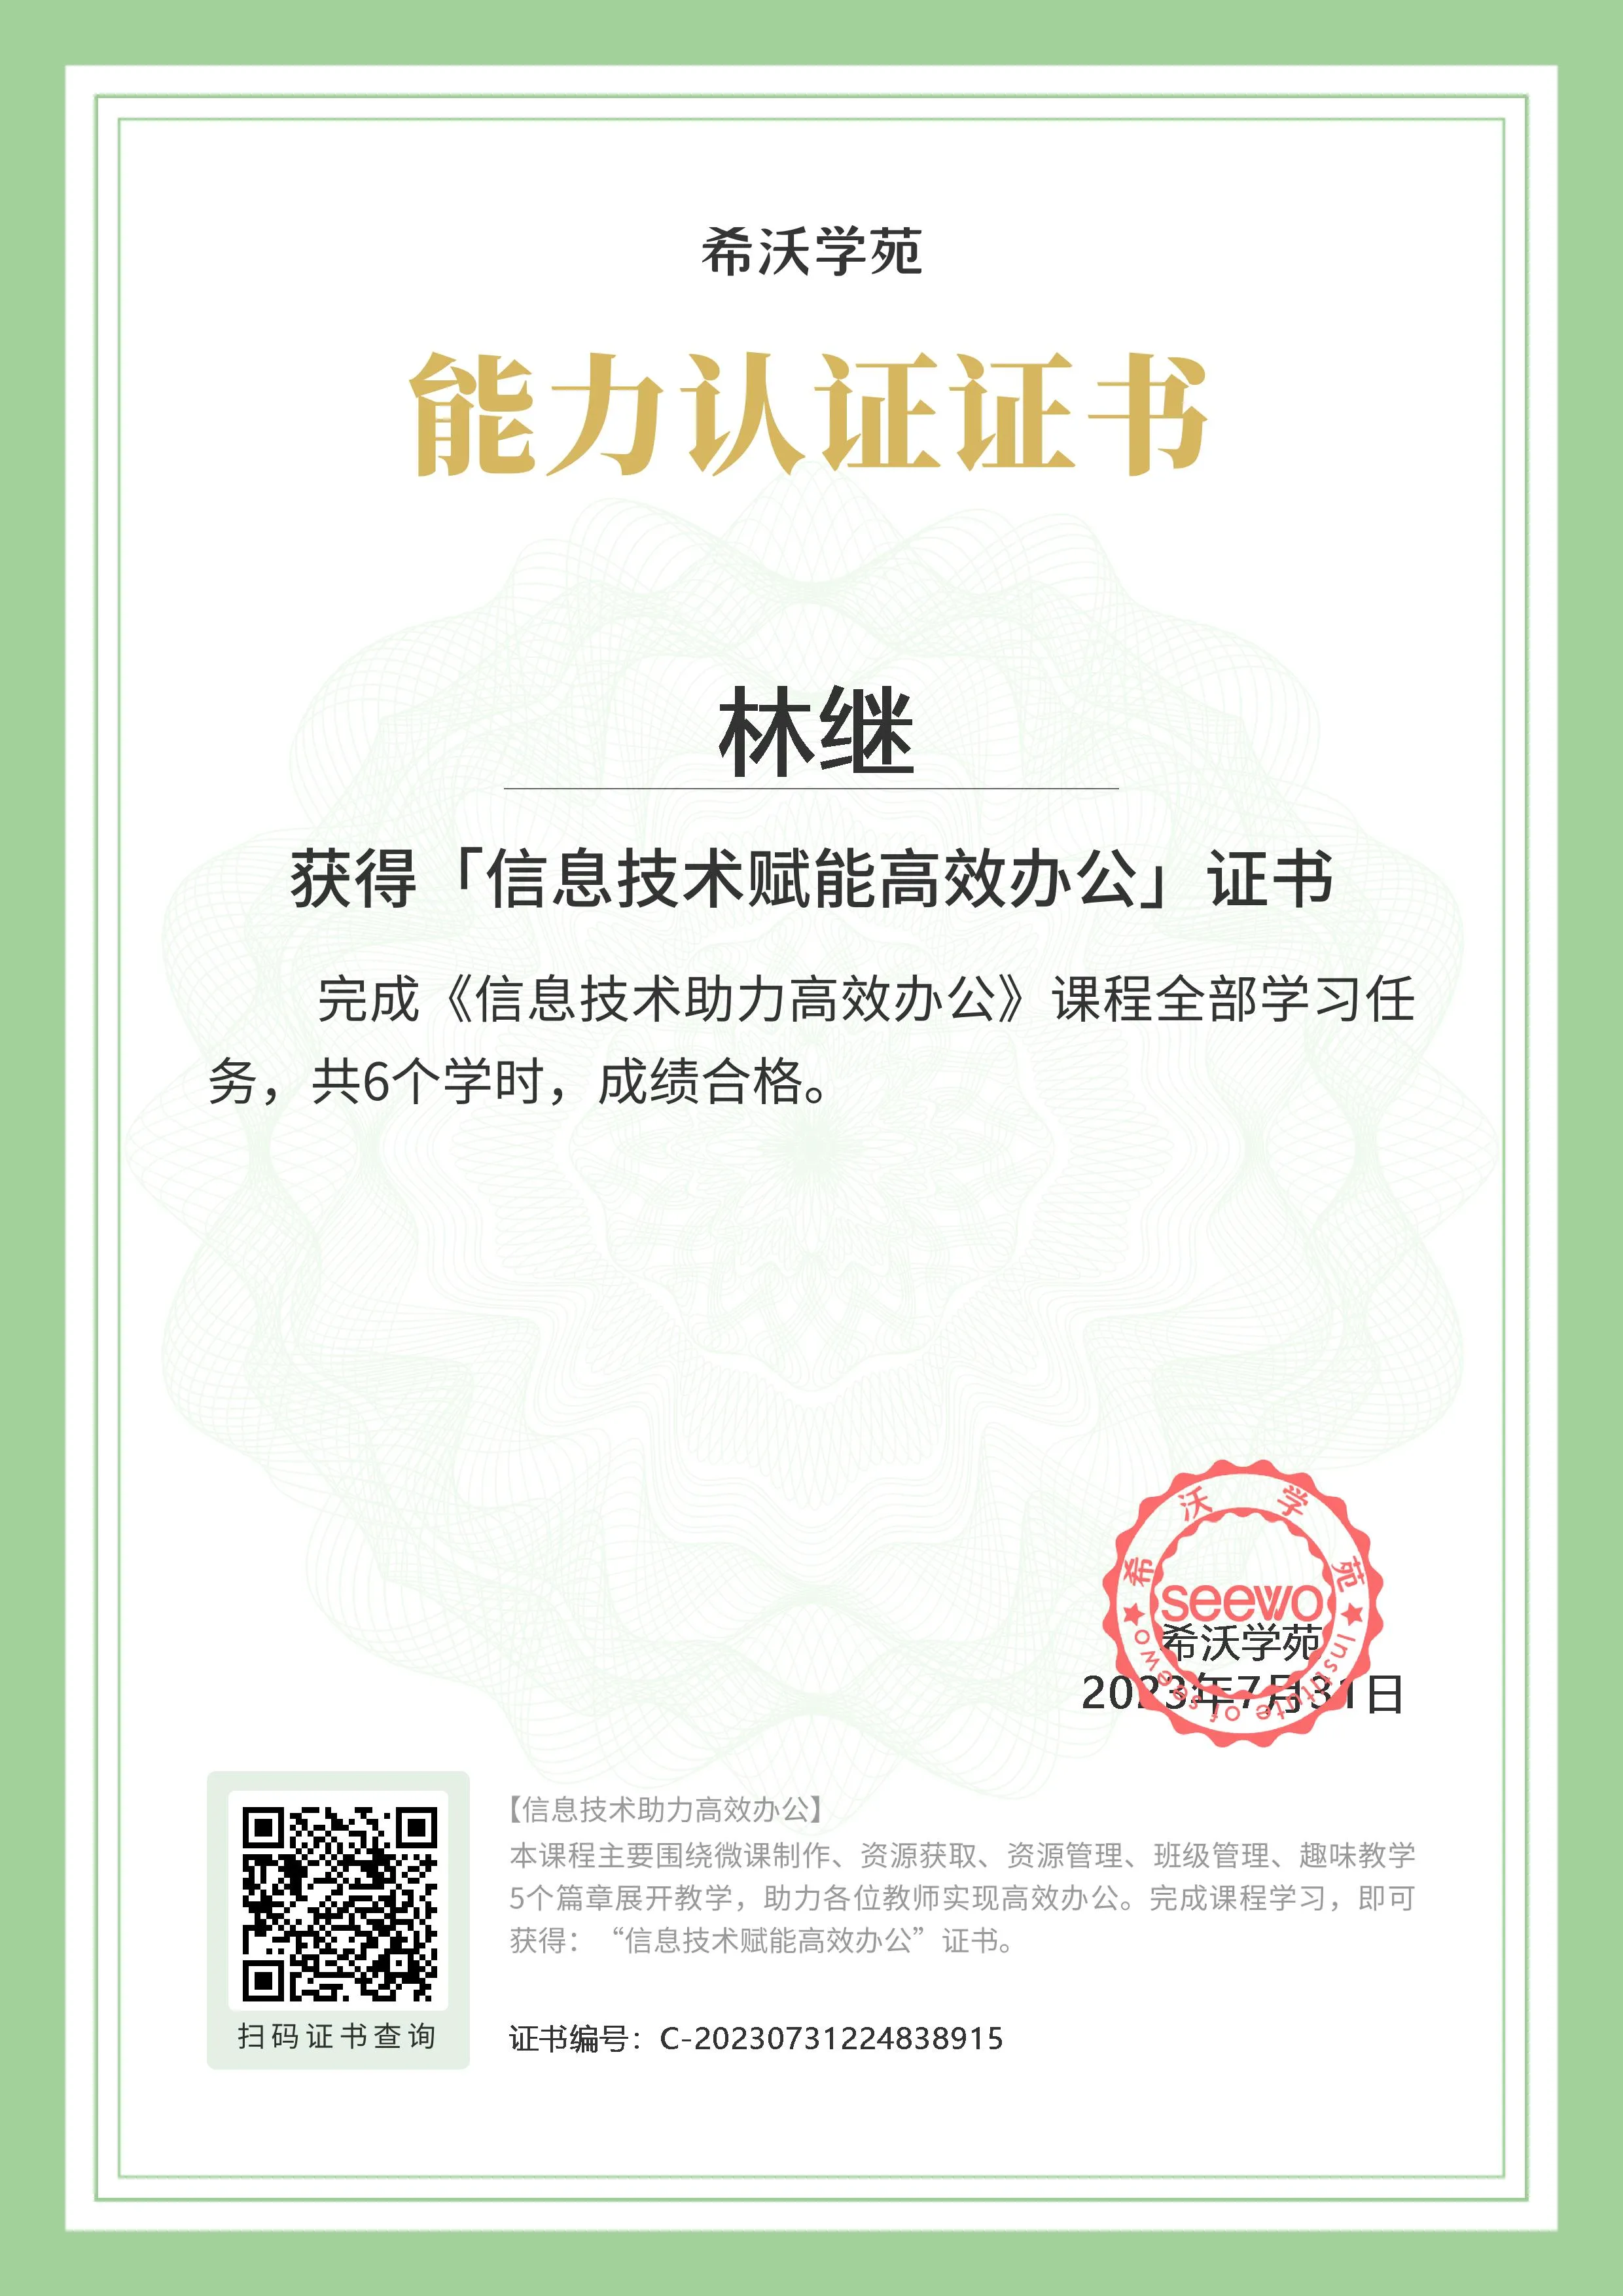 希沃学苑
能力认证证书
林继
获得「信息技术赋能高效办公」证书
完成《信息技术助力高效办公》课程全部学习任
务，共6个学时，成绩合格。
希沃学苑
seewo
Institute of seewo
希沃学苑
2023年7月31日
【信息技术助力高效办公】
本课程主要围绕微课制作、资源获取、资源管理、班级管理、趣味教学
5个篇章展开教学，助力各位教师实现高效办公。完成课程学习，即可
获得：“信息技术赋能高效办公”证书。
扫码证书查询
证书编号：C-20230731224838915